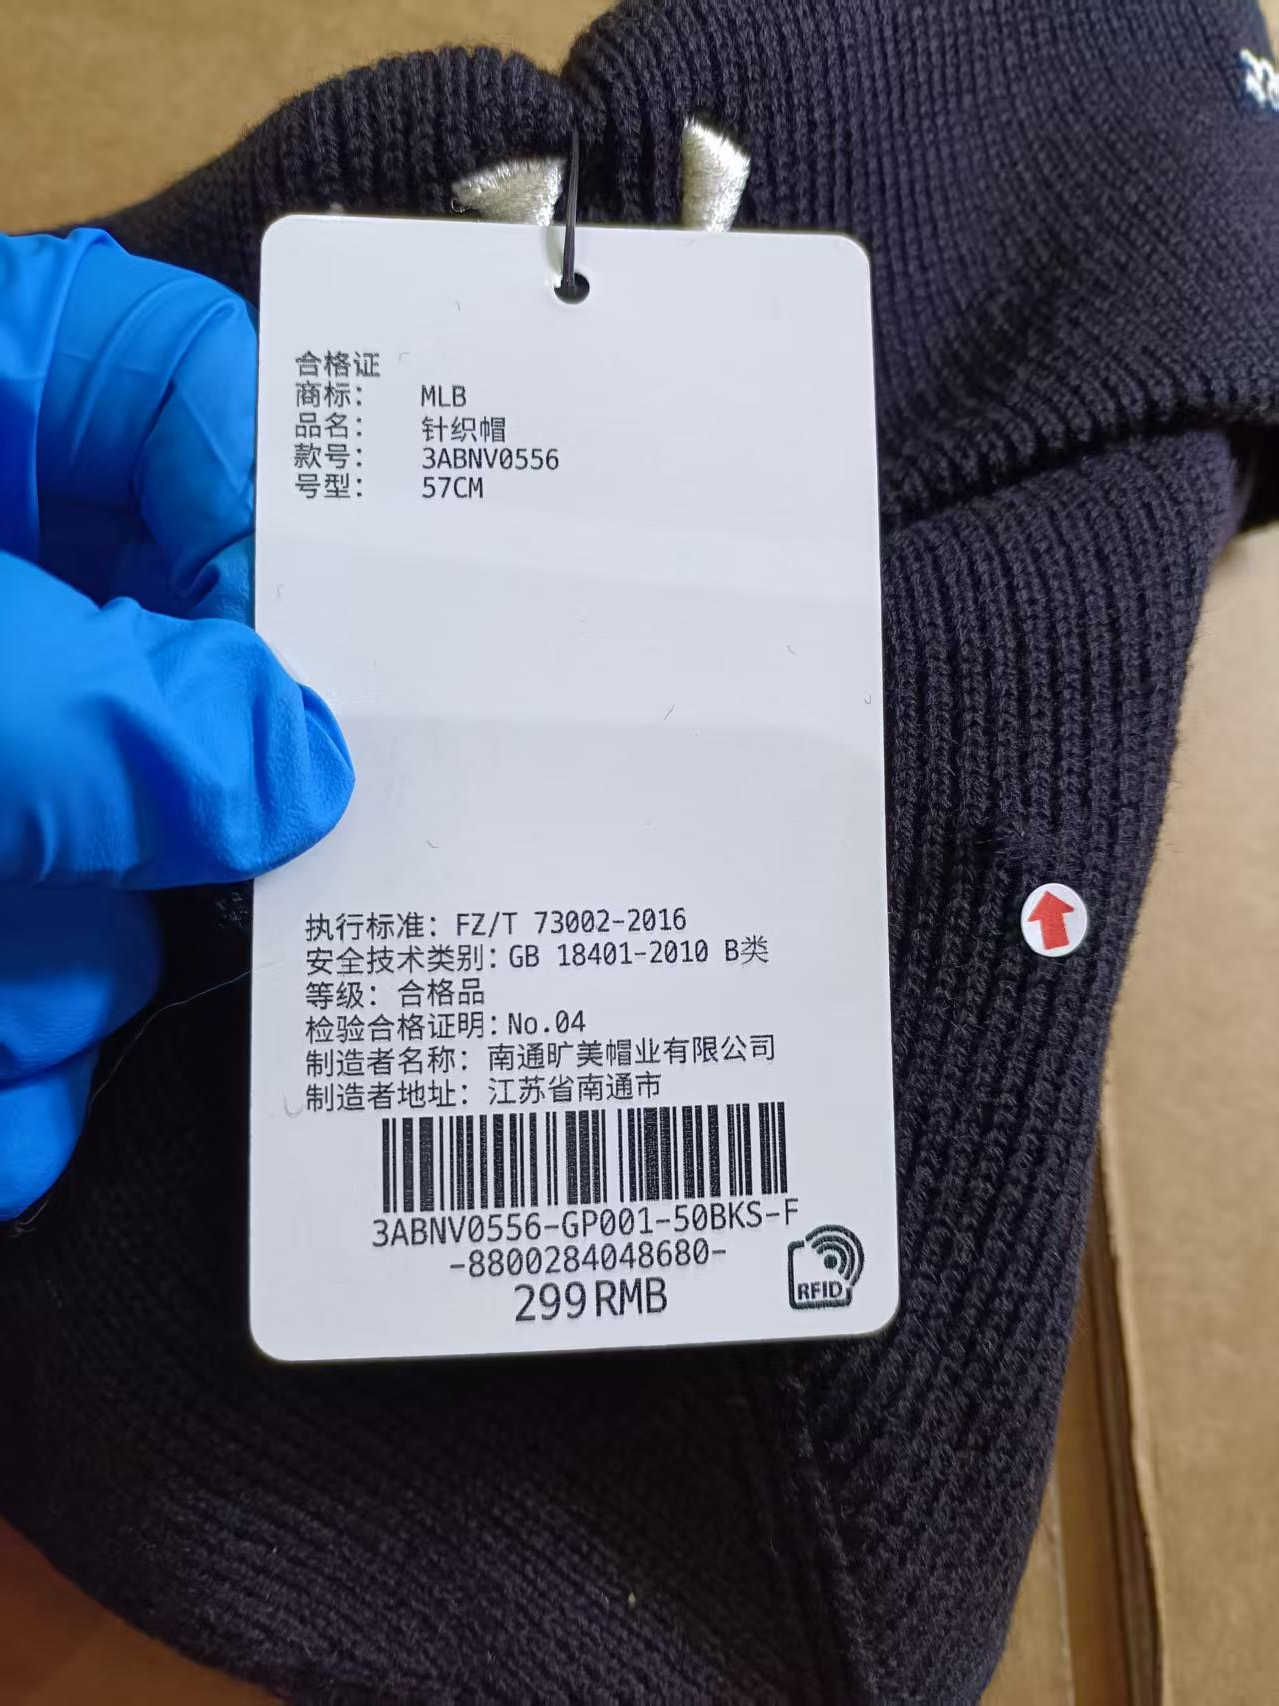 合格证
商标: MLB
品名: 针织帽
款号: 3ABNV0556
号型: 57CM
执行标准: FZ/T 73002-2016
安全技术类别: GB 18401-2010 B类
等级: 合格品
检验合格证明: No.04
制造者名称: 南通旷美帽业有限公司
制造者地址: 江苏省南通市
3ABNV0556-GP001-50BKS-F
-8800284048680-
299RMB
RFID